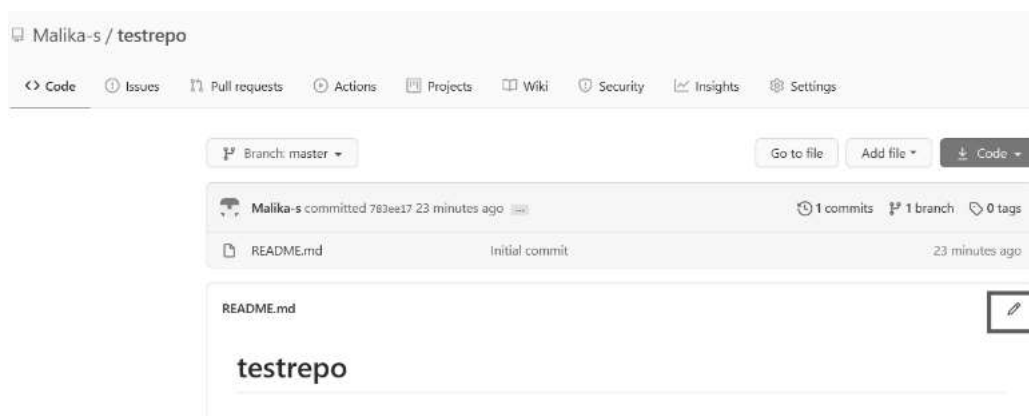 Malika-s / testrepo
<> Code Issues Pull requests Actions Projects Wiki Security Insights Settings
Branch: master Go to file Add file Code
Malika-s committed 783ee17 23 minutes ago ... 1 commits 1 branch 0 tags
README.md Initial commit 23 minutes ago
README.md
testrepo